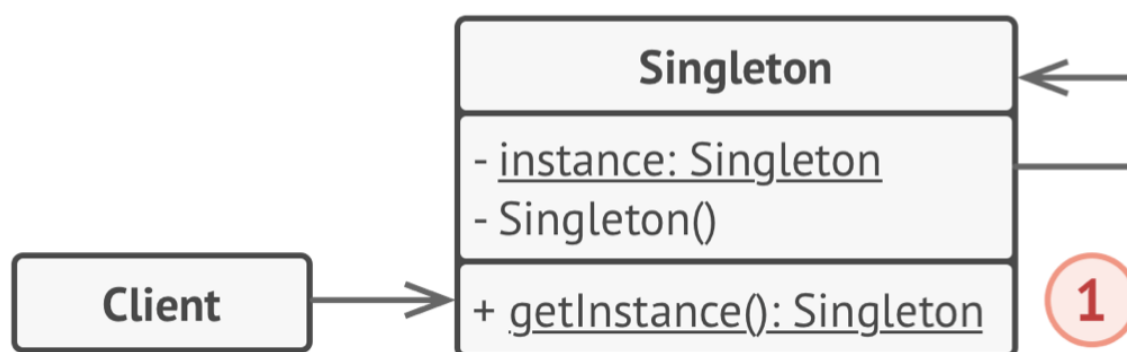 Singleton
- instance: Singleton
- Singleton()
Client
+ getInstance(): Singleton
1